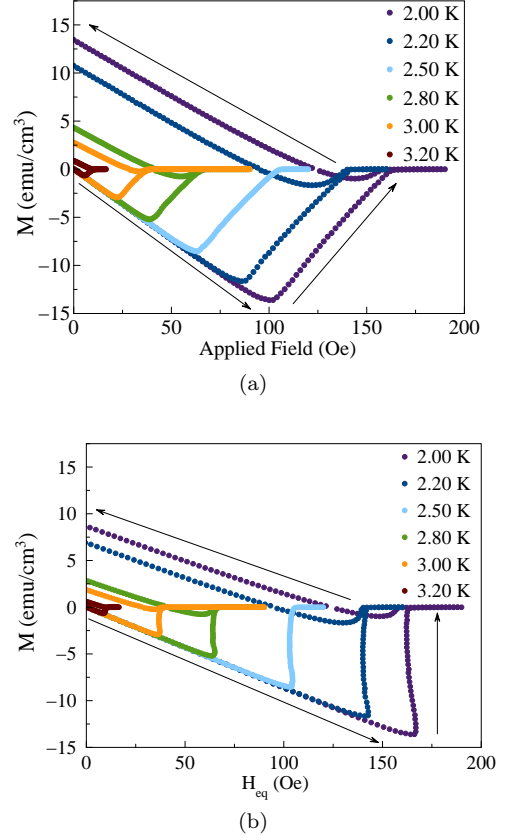 15
10
5
0
−5
−10
−15
0
50
100
150
200
M (emu/cm³)
Applied Field (Oe)
2.00 K
2.20 K
2.50 K
2.80 K
3.00 K
3.20 K
(a)
15
10
5
0
−5
−10
−15
0
50
100
150
200
M (emu/cm³)
H_eq (Oe)
2.00 K
2.20 K
2.50 K
2.80 K
3.00 K
3.20 K
(b)